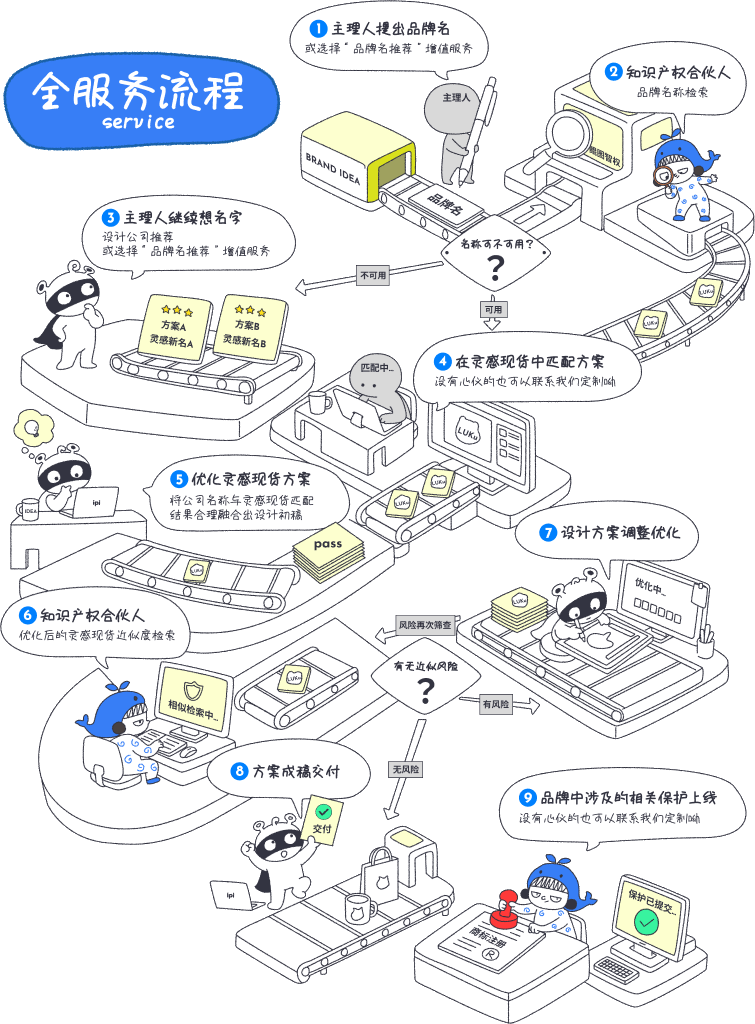 全服务流程
service
1 主理人提出品牌名
或选择“品牌名推荐”增值服务
主理人
BRAND IDEA
品牌名
2 知识产权合伙人
品牌名称检索
名称可不可用?
?
不可用
可用
3 主理人继续想名字
设计公司推荐
或选择“品牌名推荐”增值服务
方案A
灵感新名A
方案B
灵感新名B
LUKu
LUKu
匹配中...
4 在灵感现货中匹配方案
没有心仪的也可以联系我们定制呦
LUKu
LUKu
LUKu
5 优化灵感现货方案
将公司名称与灵感现货匹配
结果合理融合出设计初稿
IDEA
ipi
LUKu
pass
6 知识产权合伙人
优化后的灵感现货近似度检索
相似检索中...
LUKu
风险再次筛查
有无近似风险
?
有风险
无风险
7 设计方案调整优化
LUKu
优化中...
8 方案成稿交付
交付
ipi
9 品牌中涉及的相关保护上线
没有心仪的也可以联系我们定制呦
商标注册
R
保护已提交...